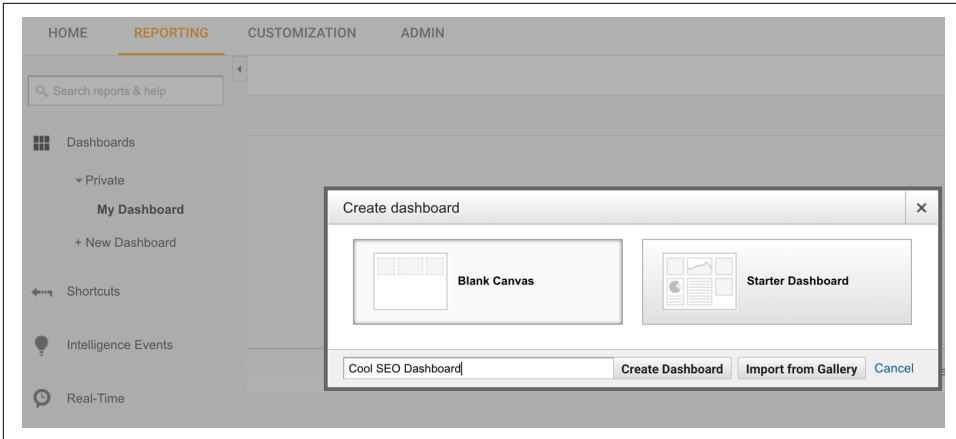 HOME REPORTING CUSTOMIZATION ADMIN
Search reports & help
Dashboards
Private
My Dashboard
+ New Dashboard
Shortcuts
Intelligence Events
Real-Time
Create dashboard
Blank Canvas
Starter Dashboard
Cool SEO Dashboard
Create Dashboard
Import from Gallery
Cancel